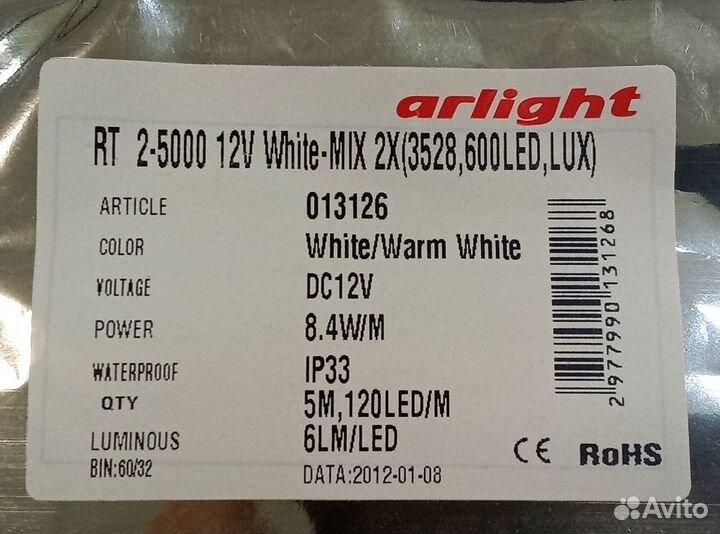 arlight
RT 2-5000 12V White-MIX 2X(3528,600LED,LUX)
ARTICLE 013126
COLOR White/Warm White
VOLTAGE DC12V
POWER 8.4W/M
WATERPROOF IP33
QTY 5M,120LED/M
LUMINOUS 6LM/LED
BIN:60/32 DATA:2012-01-08
CE RoHS
2977990131268
Avito